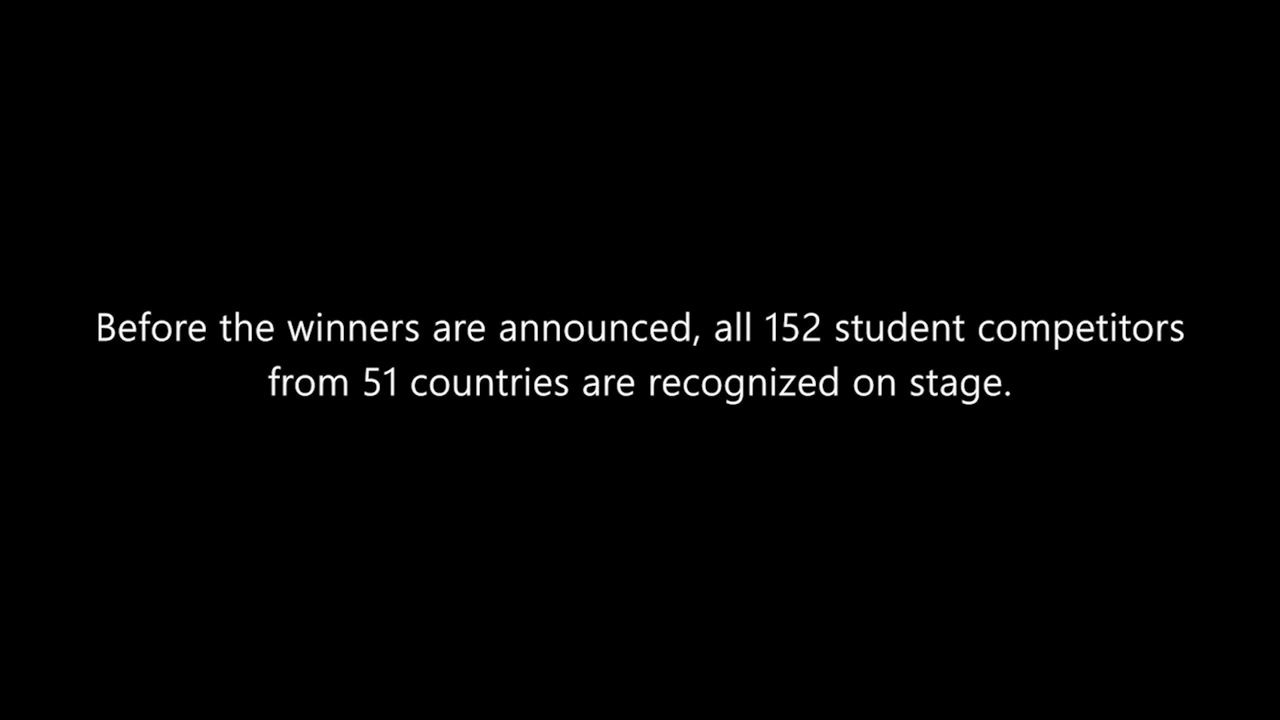 Before the winners are announced, all 152 student competitors
from 51 countries are recognized on stage.